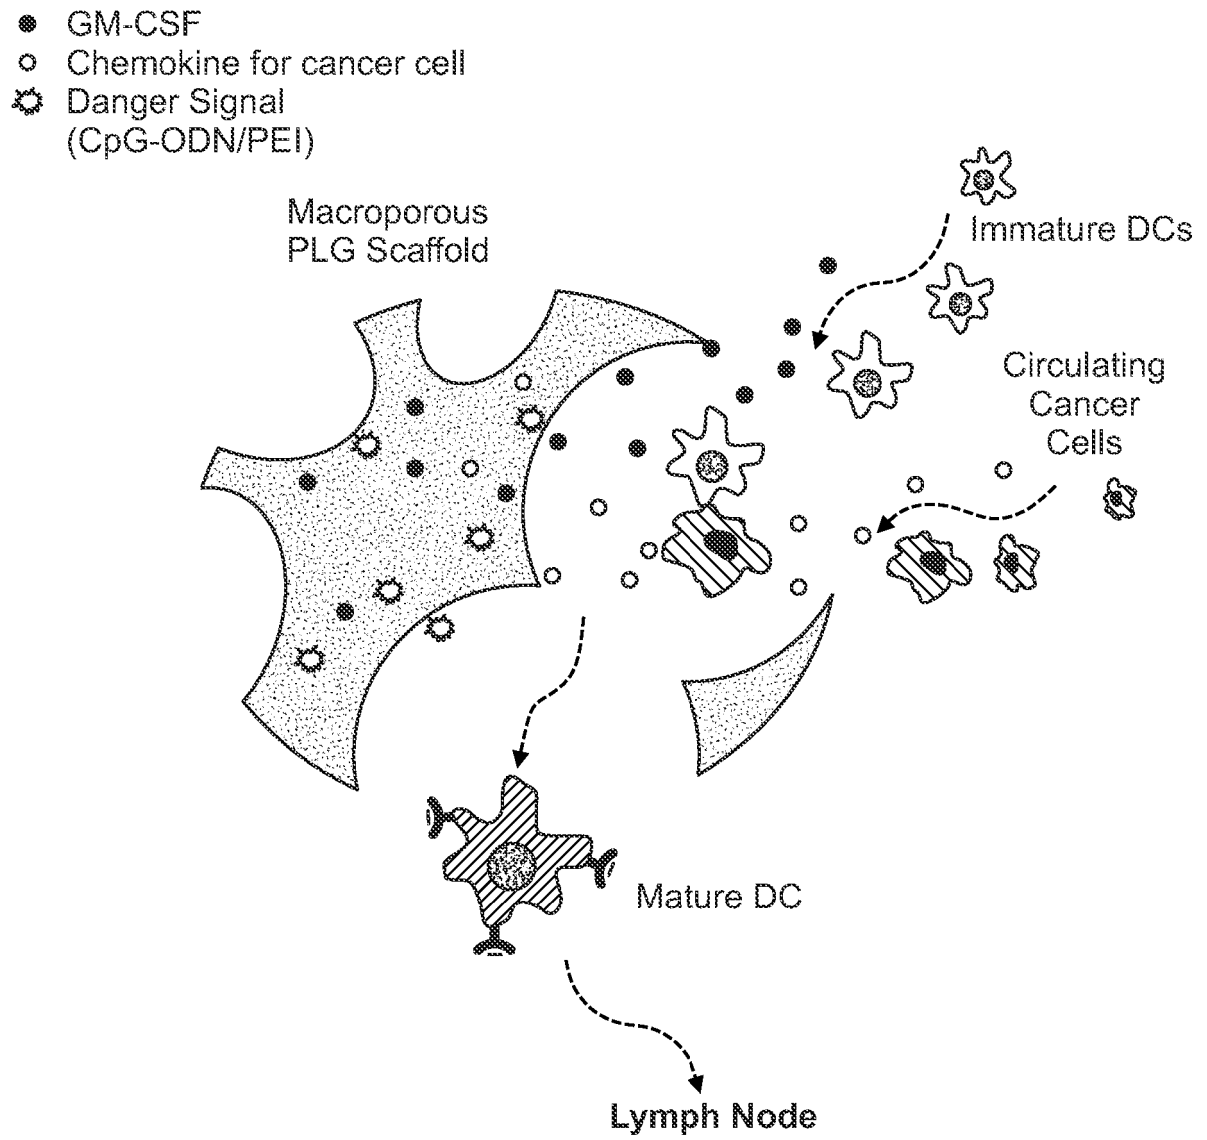 GM-CSF
Chemokine for cancer cell
Danger Signal
(CpG-ODN/PEI)
Macroporous
PLG Scaffold
Immature DCs
Circulating
Cancer
Cells
Mature DC
Lymph Node